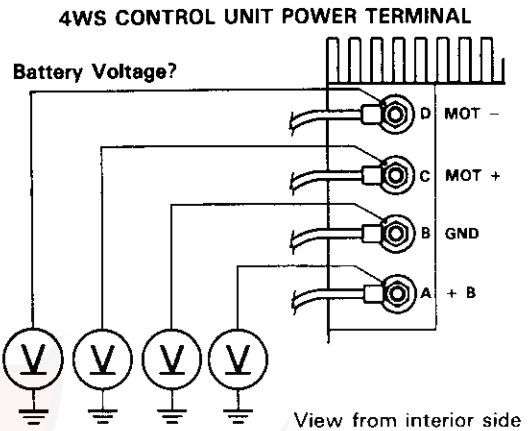 4WS CONTROL UNIT POWER TERMINAL
Battery Voltage?
D MOT −
C MOT +
B GND
A + B
V V V V
View from interior side